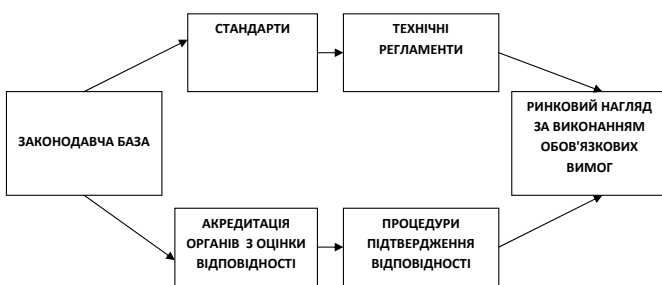 СТАНДАРТИ
ТЕХНІЧНІ
РЕГЛАМЕНТИ
ЗАКОНОДАВЧА БАЗА
РИНКОВИЙ НАГЛЯД
ЗА ВИКОНАННЯМ
ОБОВ'ЯЗКОВИХ
ВИМОГ
АКРЕДИТАЦІЯ
ОРГАНІВ З ОЦІНКИ
ВІДПОВІДНОСТІ
ПРОЦЕДУРИ
ПІДТВЕРДЖЕННЯ
ВІДПОВІДНОСТІ